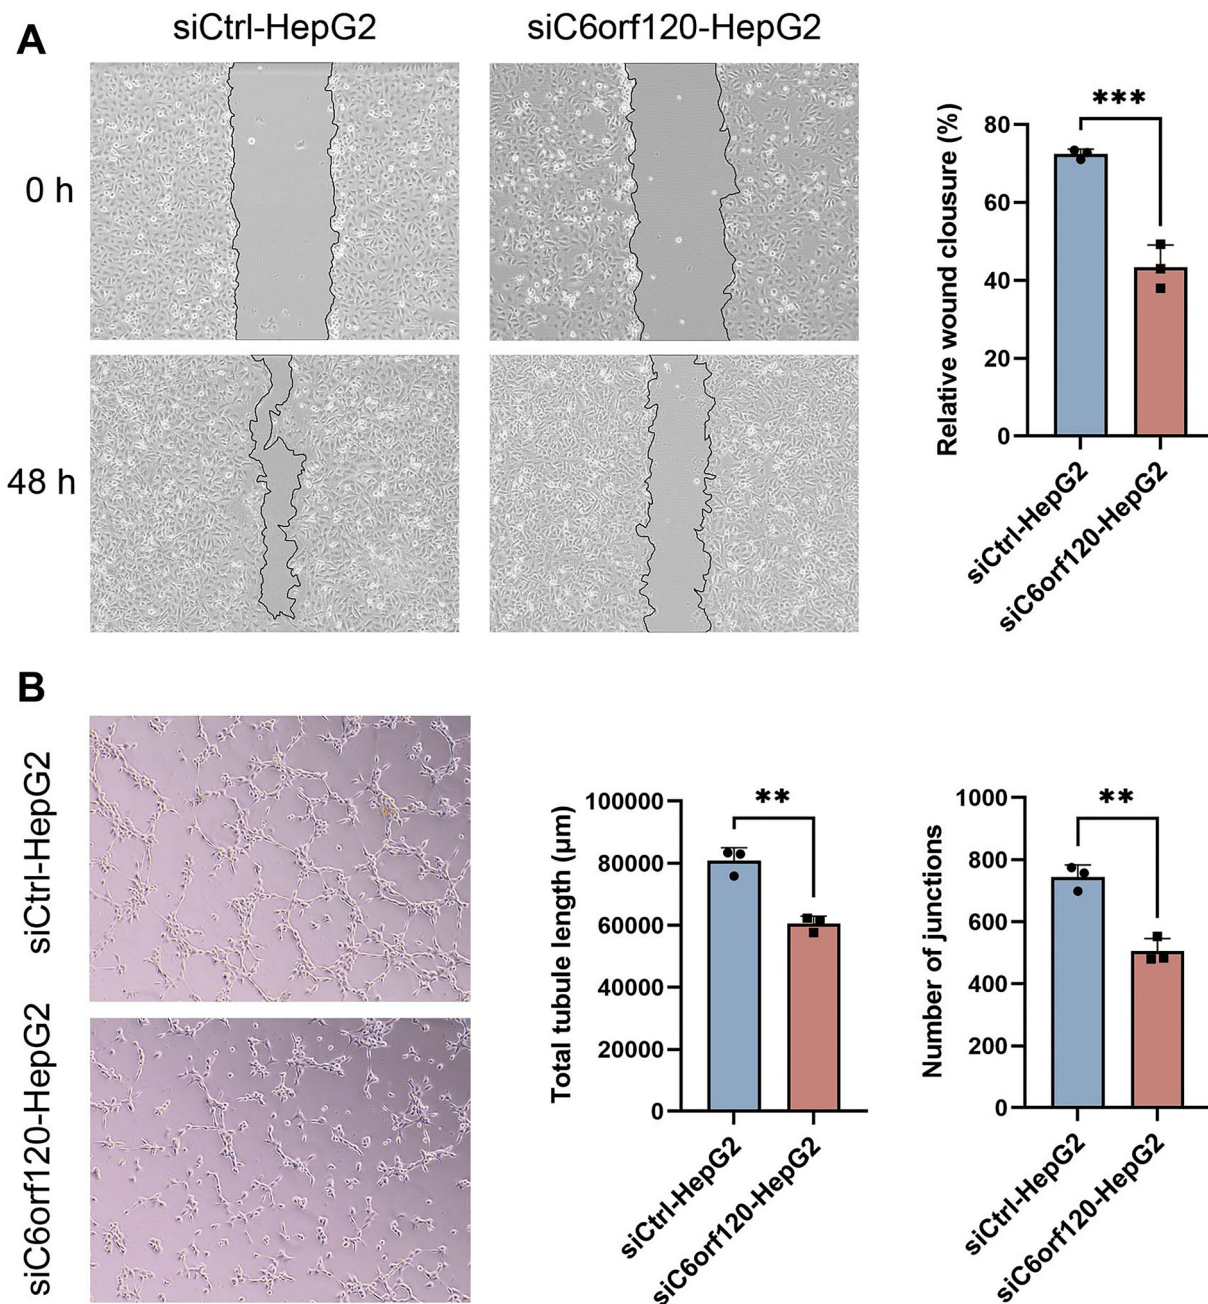 A
siCtrl-HepG2
siC6orf120-HepG2
0 h
48 h
Relative wound clousure (%)
80
60
40
20
0
***
siCtrl-HepG2
siC6orf120-HepG2
B
siCtrl-HepG2
siC6orf120-HepG2
Total tubule length (µm)
100000
80000
60000
40000
20000
0
**
siCtrl-HepG2
siC6orf120-HepG2
Number of junctions
1000
800
600
400
200
0
**
siCtrl-HepG2
siC6orf120-HepG2